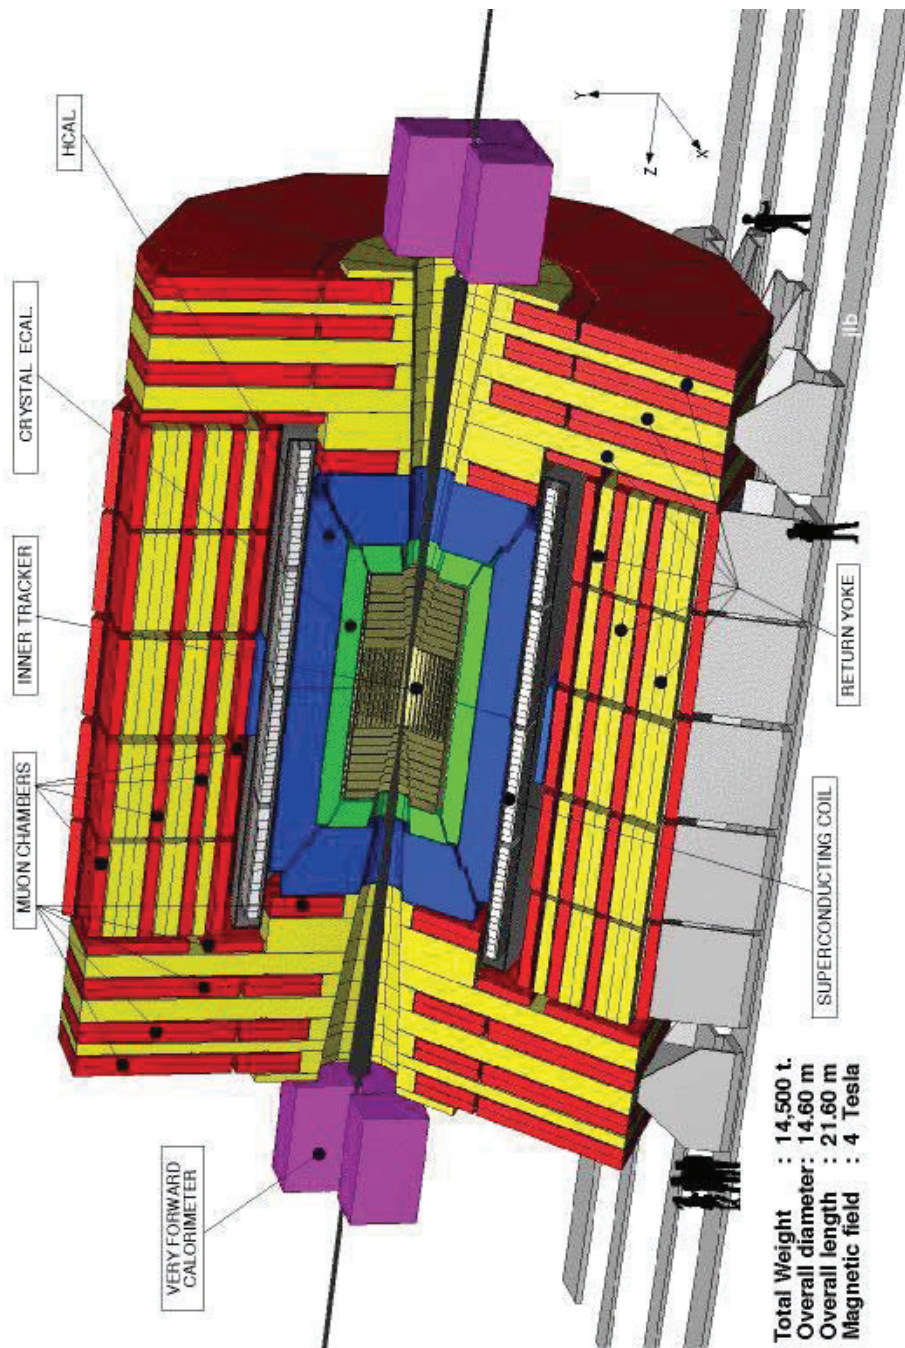 MUON CHAMBERS
INNER TRACKER
CRYSTAL ECAL
HCAL
VERY FORWARD
CALORIMETER
Y
Z
X
jlb
SUPERCONDUCTING COIL
RETURN YOKE
Total Weight : 14,500 t.
Overall diameter : 14.60 m
Overall length : 21.60 m
Magnetic field : 4 Tesla